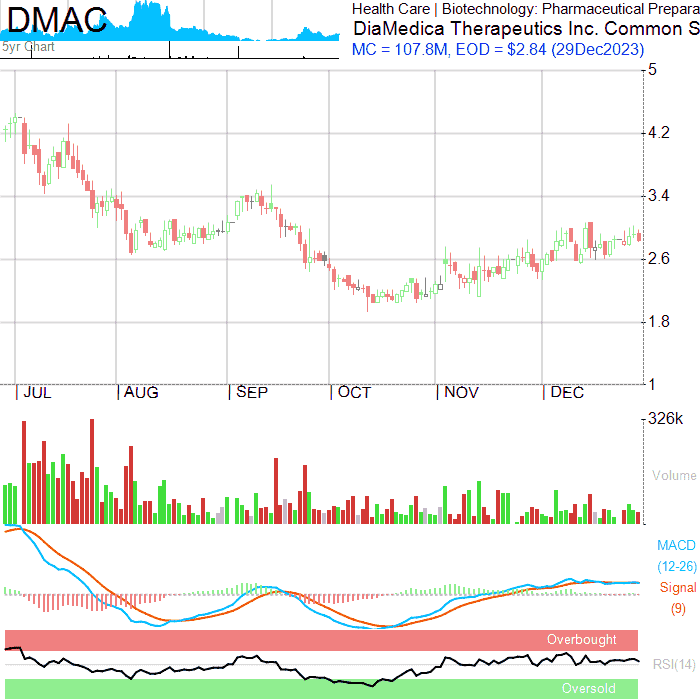 DMAC
5yr Chart
Health Care | Biotechnology: Pharmaceutical Prepara
DiaMedica Therapeutics Inc. Common S
MC = 107.8M, EOD = $2.84 (29Dec2023)
5
4.2
3.4
2.6
1.8
1
JUL AUG SEP OCT NOV DEC
326k
Volume
MACD
(12-26)
Signal
(9)
Overbought
RSI(14)
Oversold